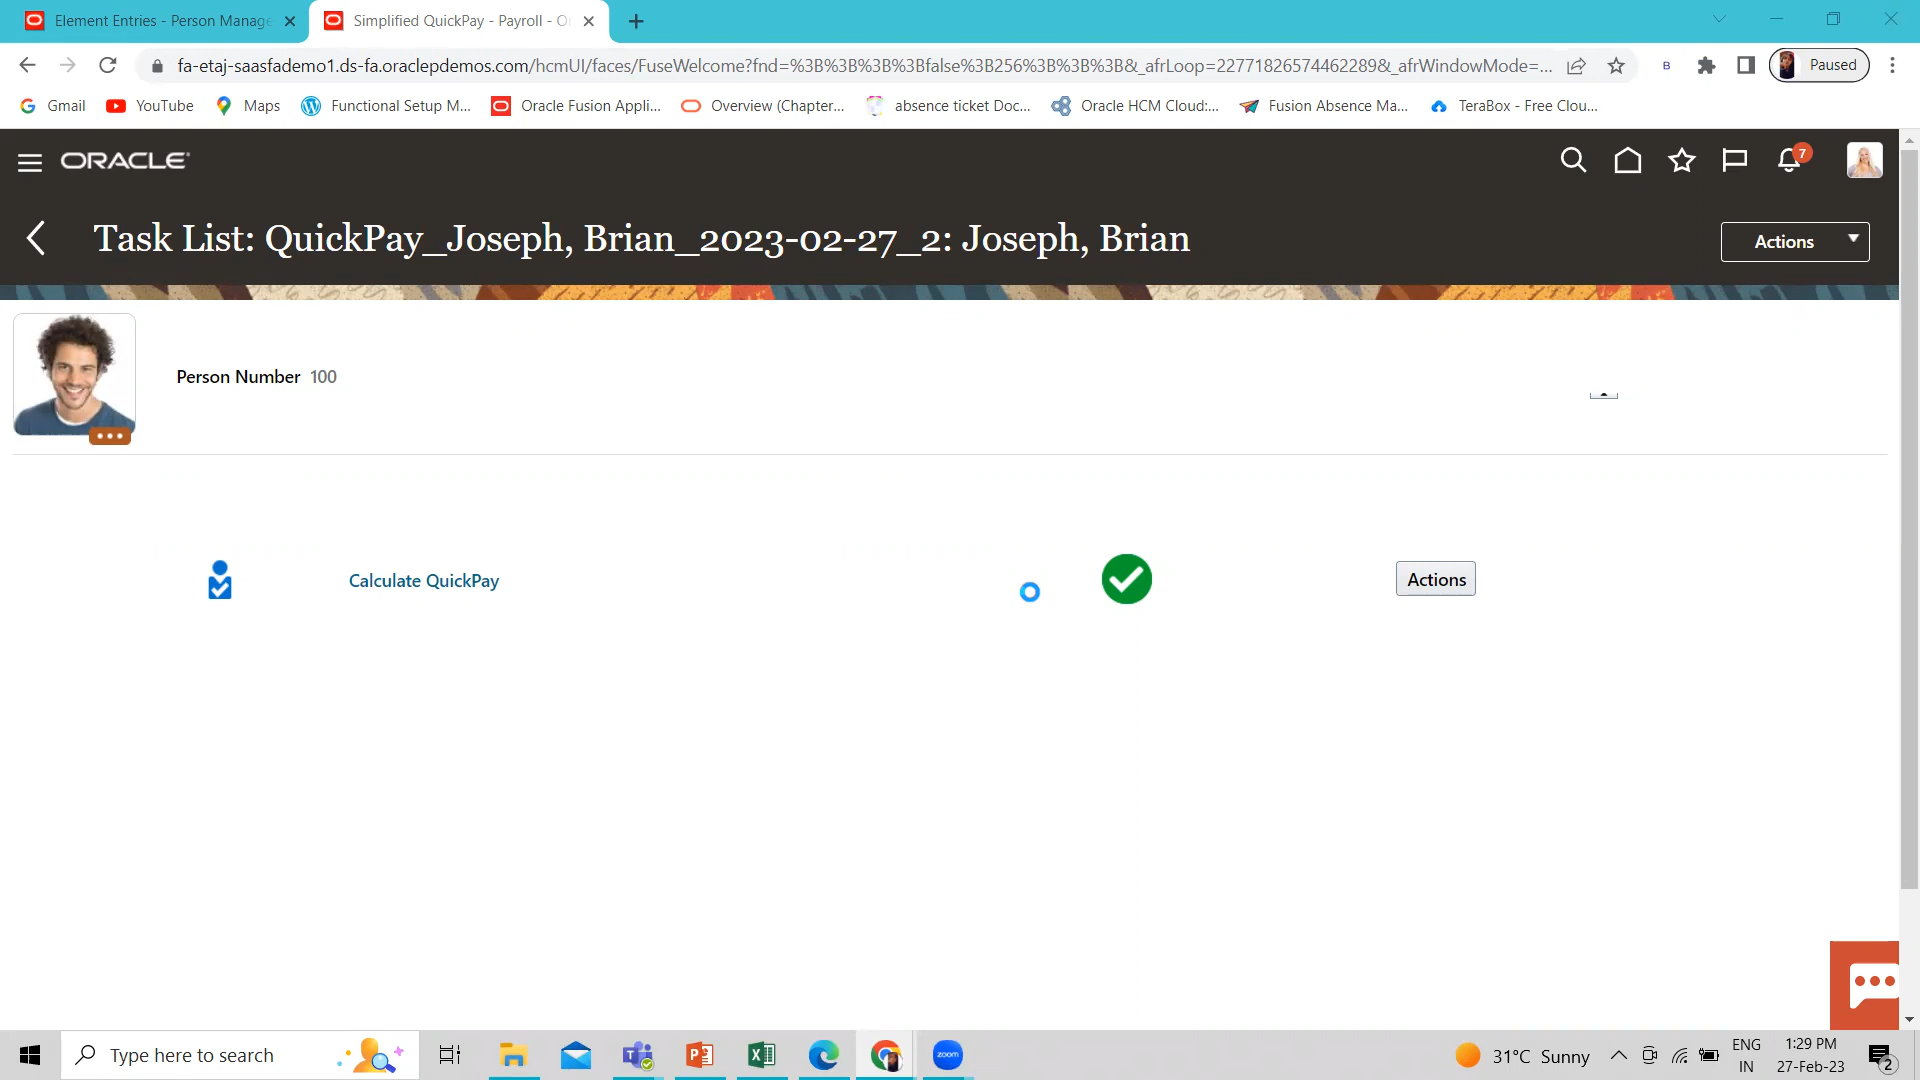 Element Entries - Person Manage
Simplified QuickPay - Payroll - O
fa-etaj-saasfademo1.ds-fa.oraclepdemos.com/hcmUI/faces/FuseWelcome?fnd=%3B%3B%3B%3Bfalse%3B256%3B%3B%3B&_afrLoop=22771826574462289&_afrWindowMode=...
B
Paused
Gmail
YouTube
Maps
Functional Setup M...
Oracle Fusion Appli...
Overview (Chapter...
absence ticket Doc...
Oracle HCM Cloud:...
Fusion Absence Ma...
TeraBox - Free Clou...
ORACLE
7
Task List: QuickPay_Joseph, Brian_2023-02-27_2: Joseph, Brian
Actions
Person Number 100
Calculate QuickPay
Actions
Type here to search
zoom
31°C Sunny
ENG
IN
1:29 PM
27-Feb-23
2